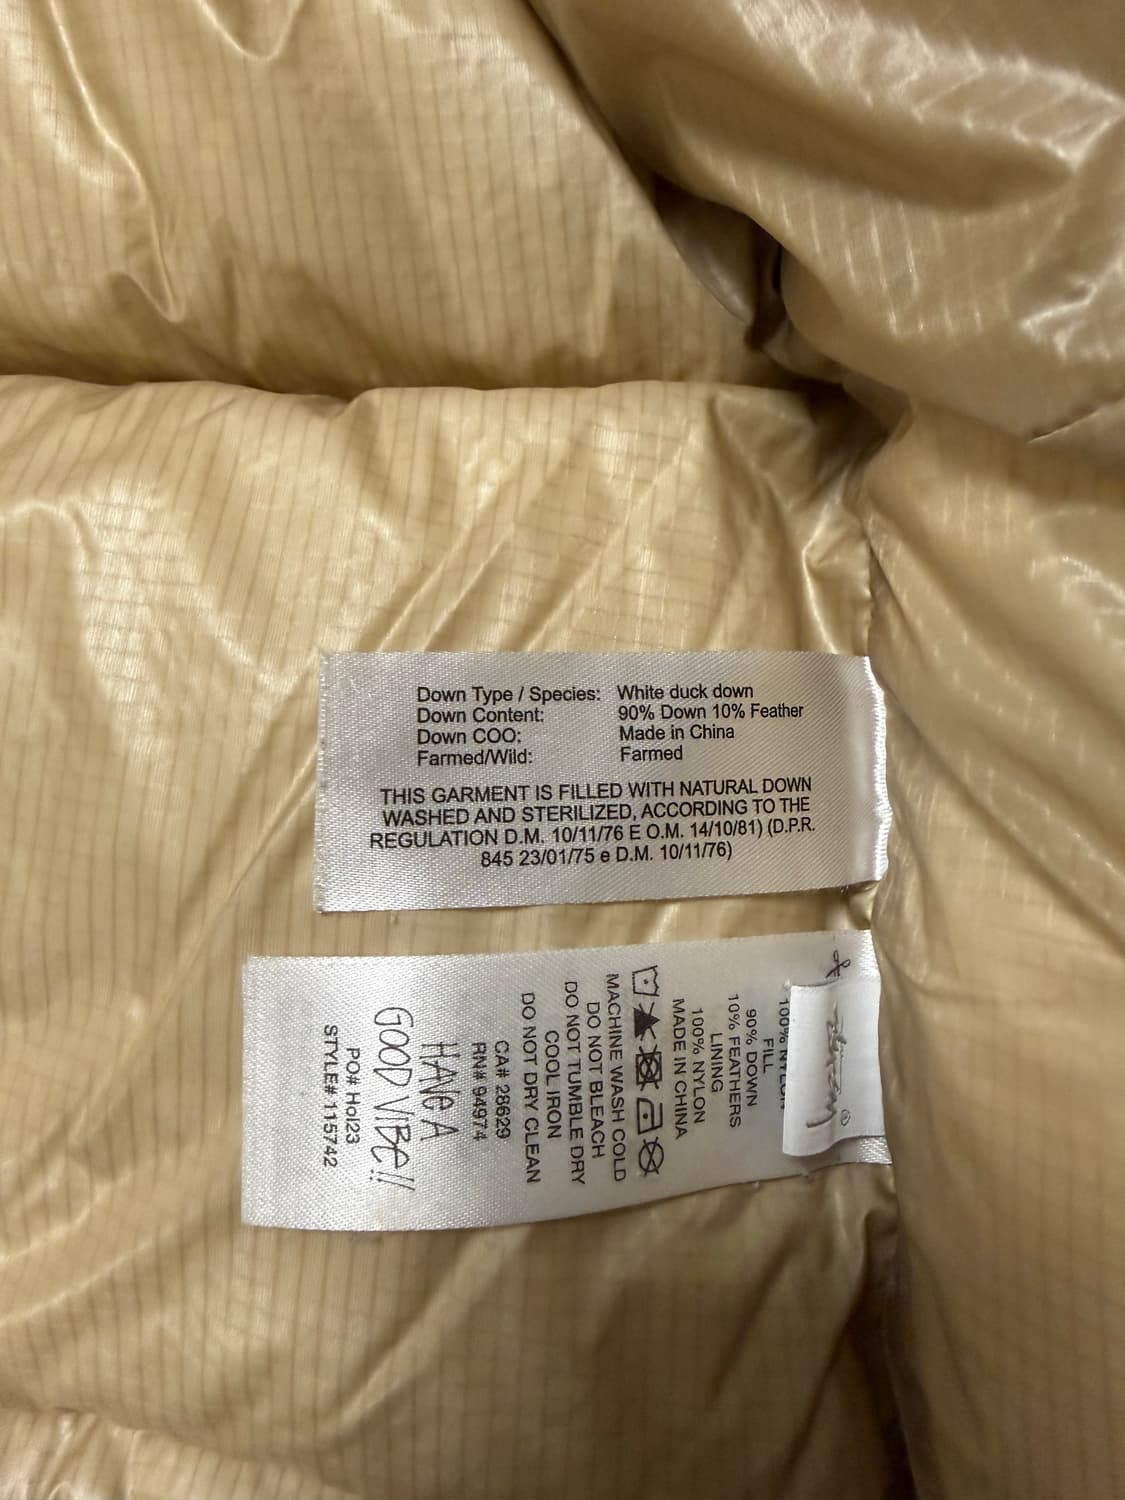 Down Type / Species: White duck down
Down Content: 90% Down 10% Feather
Down COO: Made in China
Farmed/Wild: Farmed
THIS GARMENT IS FILLED WITH NATURAL DOWN
WASHED AND STERILIZED, ACCORDING TO THE
REGULATION D.M. 10/11/76 E O.M. 14/10/81) (D.P.R.
845 23/01/75 e D.M. 10/11/76)
100% NYLON
FILL
90% DOWN
10% FEATHERS
LINING
100% NYLON
MADE IN CHINA
MACHINE WASH COLD
DO NOT BLEACH
DO NOT TUMBLE DRY
COOL IRON
DO NOT DRY CLEAN
CA# 28629
RN# 94974
HAVE A
GOOD VIBE!!
PO# Hol23
STYLE# 115742